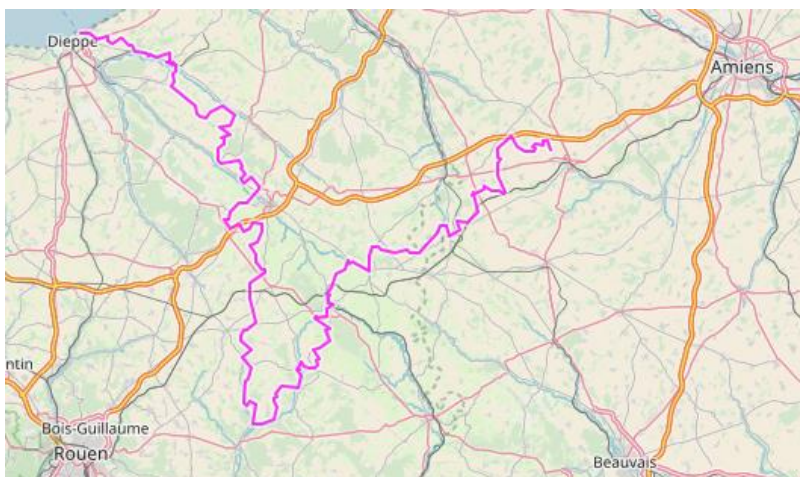 Dieppe
Amiens
ntin
Bois-Guillaume
Rouen
Beauvais